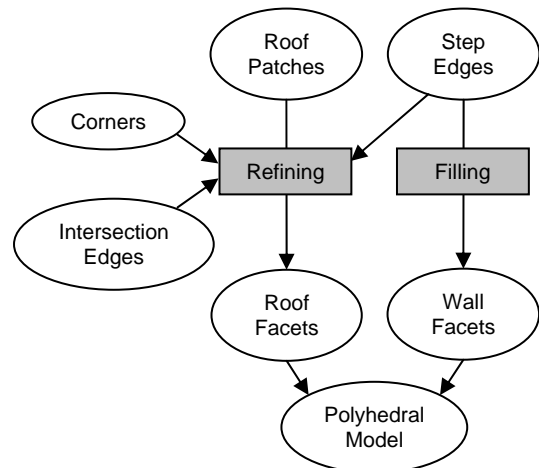 Roof
Patches
Step
Edges
Corners
Refining
Filling
Intersection
Edges
Roof
Facets
Wall
Facets
Polyhedral
Model